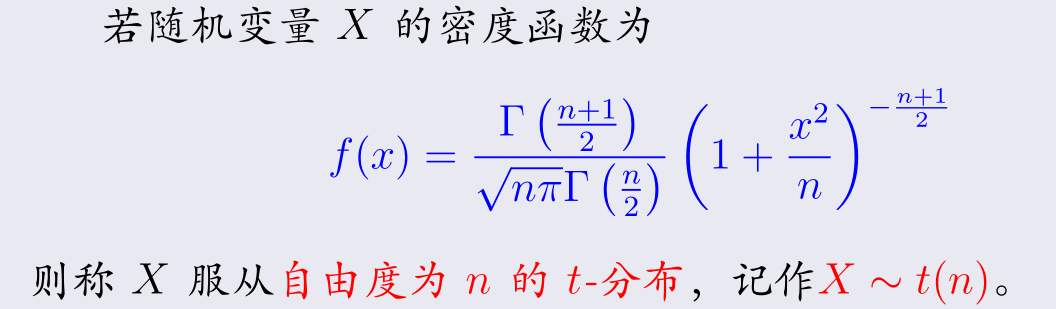 若随机变量 X 的密度函数为
f(x) = \frac{\Gamma\left(\frac{n+1}{2}\right)}{\sqrt{n\pi}\Gamma\left(\frac{n}{2}\right)} \left(1 + \frac{x^2}{n}\right)^{-\frac{n+1}{2}}
则称 X 服从自由度为 n 的 t-分布，记作X ∼ t(n)。